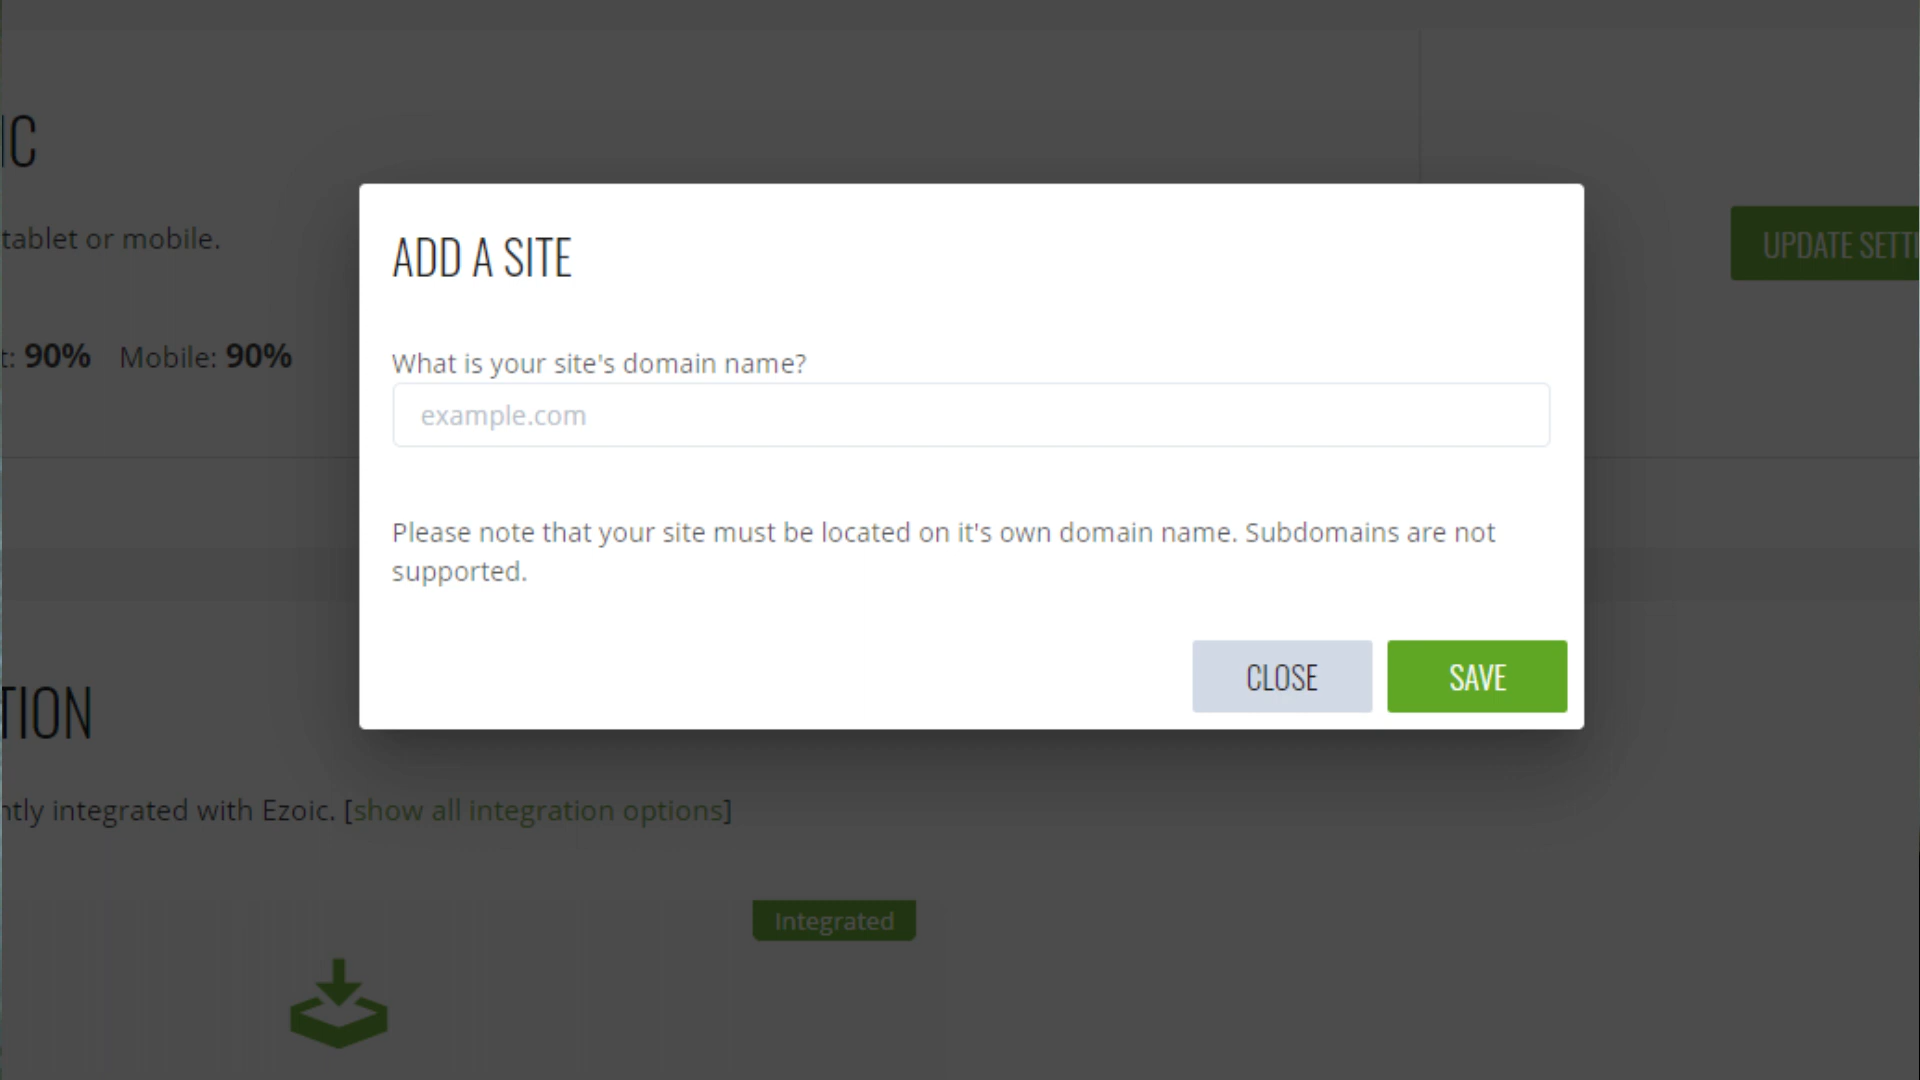 IC
tablet or mobile.
t: 90% Mobile: 90%
UPDATE SETTI
ADD A SITE
What is your site's domain name?
example.com
Please note that your site must be located on it's own domain name. Subdomains are not
supported.
CLOSE SAVE
TION
ntly integrated with Ezoic. [show all integration options]
Integrated